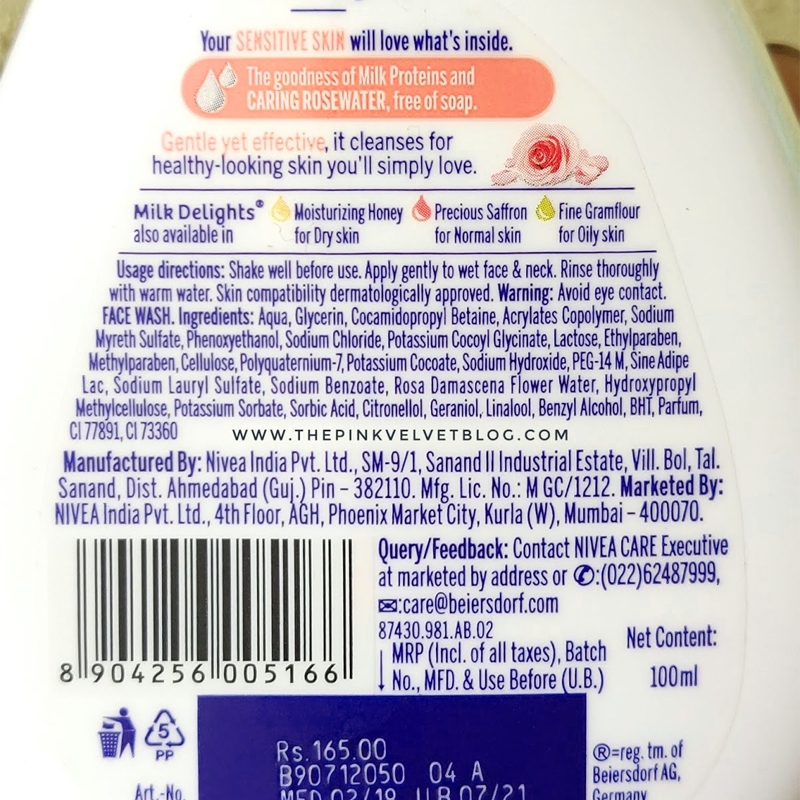 Your SENSITIVE SKIN will love what's inside.
The goodness of Milk Proteins and
CARING ROSEWATER, free of soap.
Gentle yet effective, it cleanses for
healthy-looking skin you'll simply love.
Milk Delights® Moisturizing Honey Precious Saffron Fine Gramflour
also available in for Dry skin for Normal skin for Oily skin
Usage directions: Shake well before use. Apply gently to wet face & neck. Rinse thoroughly
with warm water. Skin compatibility dermatologically approved. Warning: Avoid eye contact.
FACE WASH. Ingredients: Aqua, Glycerin, Cocamidopropyl Betaine, Acrylates Copolymer, Sodium
Myreth Sulfate, Phenoxyethanol, Sodium Chloride, Potassium Cocoyl Glycinate, Lactose, Ethylparaben,
Methylparaben, Cellulose, Polyquaternium-7, Potassium Cocoate, Sodium Hydroxide, PEG-14 M, Sine Adipe
Lac, Sodium Lauryl Sulfate, Sodium Benzoate, Rosa Damascena Flower Water, Hydroxypropyl
Methylcellulose, Potassium Sorbate, Sorbic Acid, Citronellol, Geraniol, Linalool, Benzyl Alcohol, BHT, Parfum,
CI 77891, CI 73360
WWW.THEPINKVELVETBLOG.COM
Manufactured By: Nivea India Pvt. Ltd., SM-9/1, Sanand II Industrial Estate, Vill. Bol, Tal.
Sanand, Dist. Ahmedabad (Guj.) Pin – 382110. Mfg. Lic. No.: M GC/1212. Marketed By:
NIVEA India Pvt. Ltd., 4th Floor, AGH, Phoenix Market City, Kurla (W), Mumbai – 400070.
Query/Feedback: Contact NIVEA CARE Executive
at marketed by address or ✆:(022)62487999,
✉:care@beiersdorf.com
87430.981.AB.02
MRP (Incl. of all taxes), Batch
No., MFD. & Use Before (U.B.)
Net Content:
100ml
8 904256 005166
5
PP
Rs.165.00
B90712050 04 A
MFD.02/19 U.B.07/21
®=reg. tm. of
Beiersdorf AG,
Germany
Art.-No.